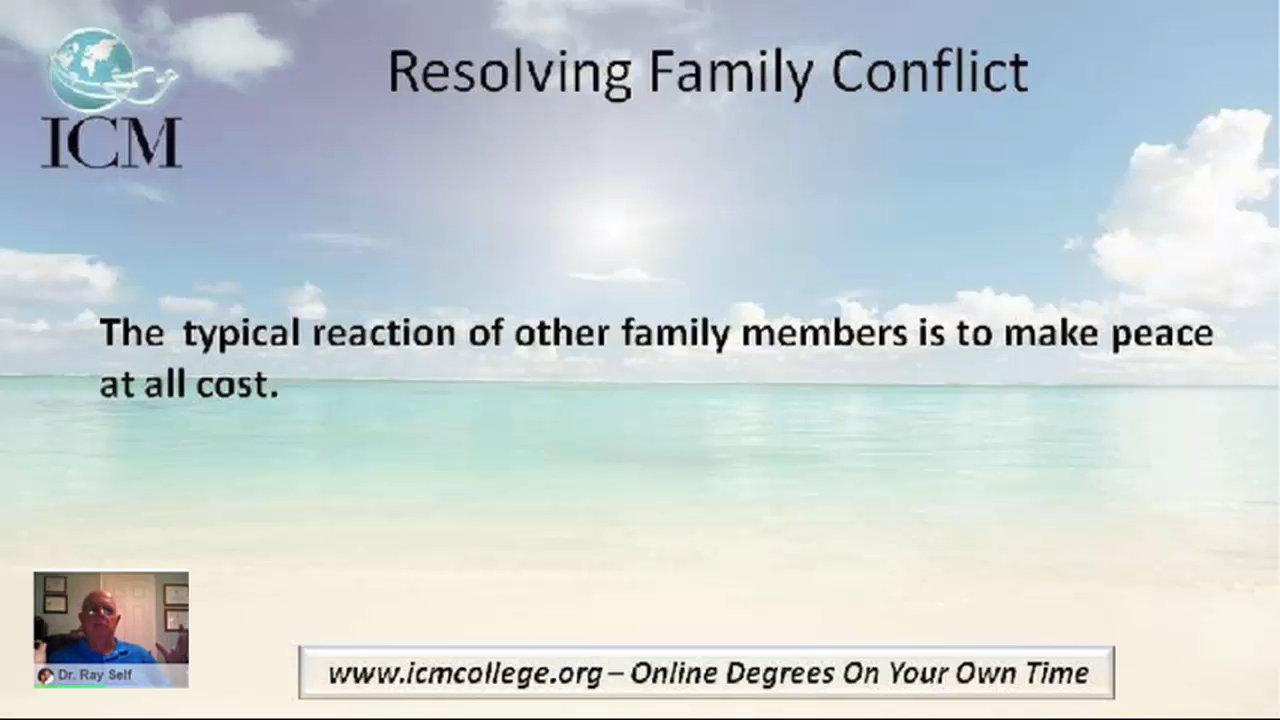 Resolving Family Conflict
ICM
The typical reaction of other family members is to make peace
at all cost.
Dr. Ray Self
www.icmcollege.org – Online Degrees On Your Own Time